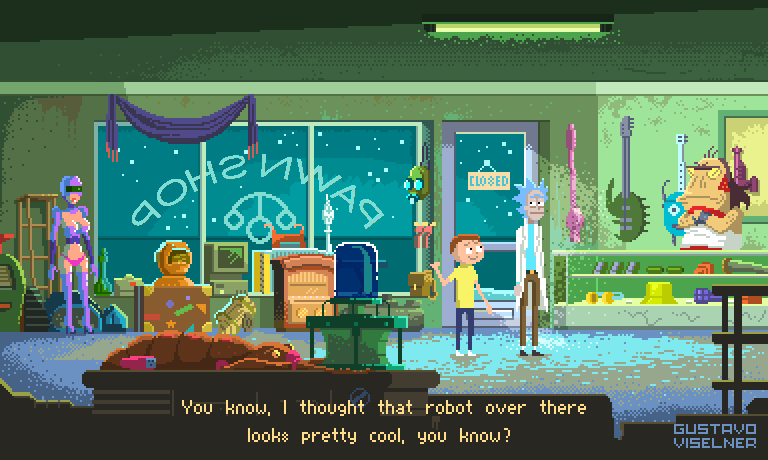 PAWN SHOP
CLOSED
You know, I thought that robot over there
looks pretty cool, you know?
GUSTAVO
VISELNER